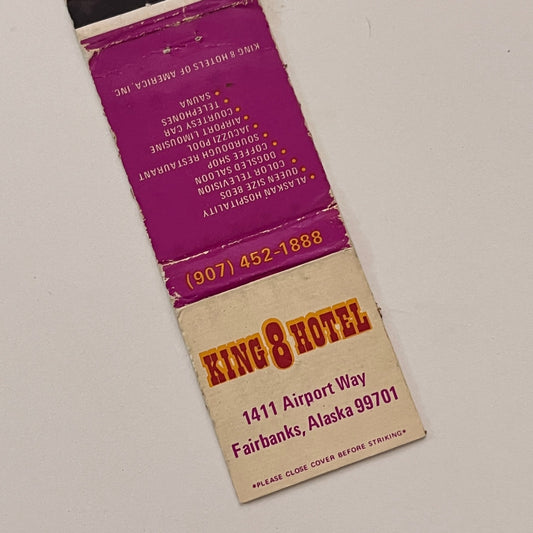 • ALASKAN HOSPITALITY
• QUEEN SIZE BEDS
• COLOR TELEVISION
• DOGSLED SALOON
• COFFEE SHOP
• SOURDOUGH RESTAURANT
• JACUZZI POOL
• AIRPORT LIMOUSINE
• COURTESY CAR
• TELEPHONES
• SAUNA
KING 8 HOTELS OF AMERICA, INC
(907) 452-1888
KING 8 HOTEL
1411 Airport Way
Fairbanks, Alaska 99701
*PLEASE CLOSE COVER BEFORE STRIKING*